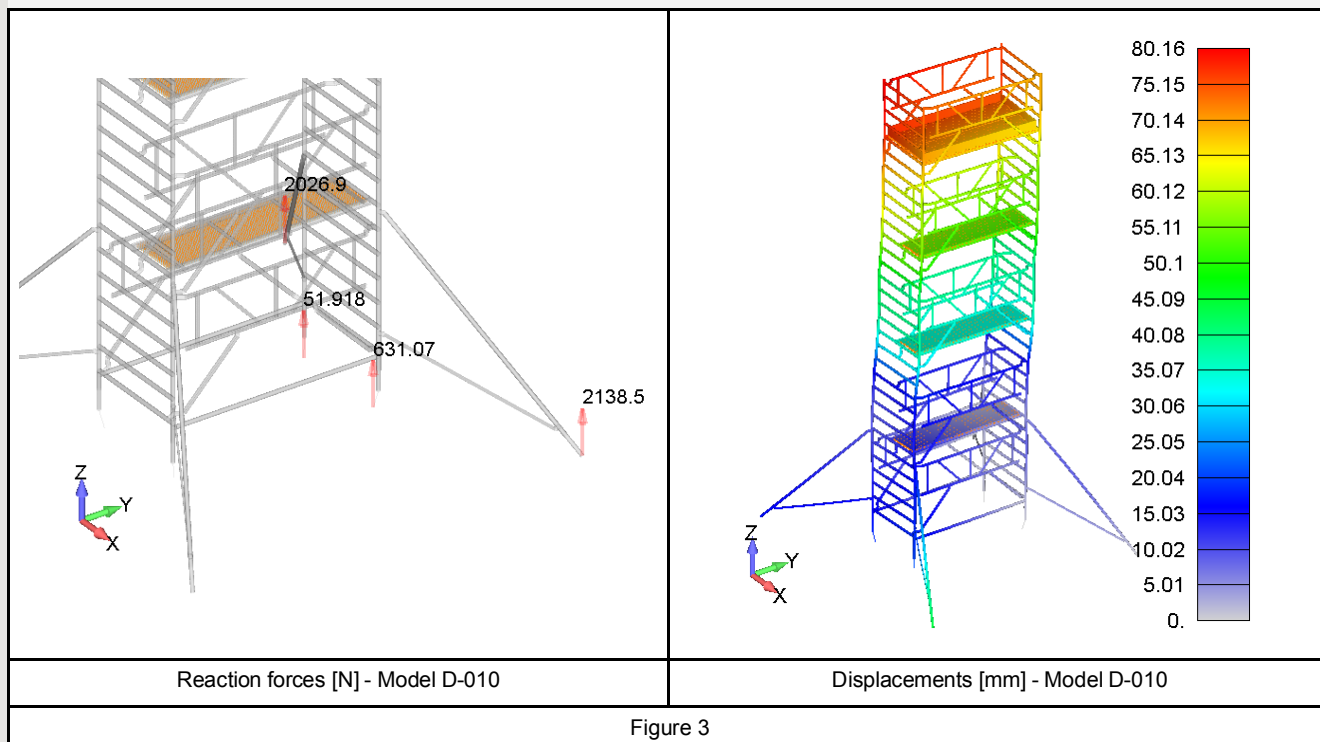 2026.9
51.918
631.07
2138.5
Z
Y
X
80.16
75.15
70.14
65.13
60.12
55.11
50.1
45.09
40.08
35.07
30.06
25.05
20.04
15.03
10.02
5.01
0.
Z
Y
X
Reaction forces [N] - Model D-010
Displacements [mm] - Model D-010
Figure 3